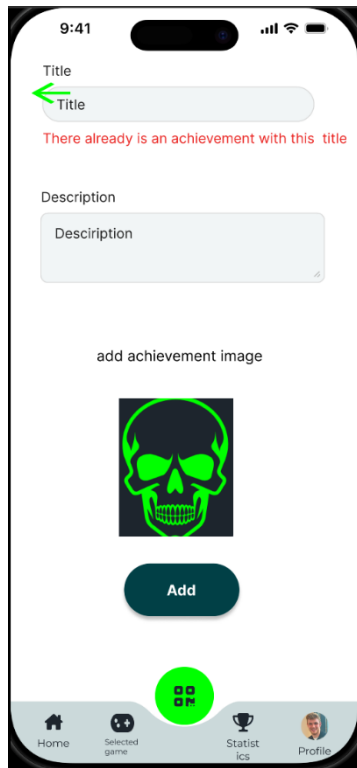 9:41
Title
Title
There already is an achievement with this title
Description
Desciription
add achievement image
Add
Home
Selected
game
Statist
ics
Profile